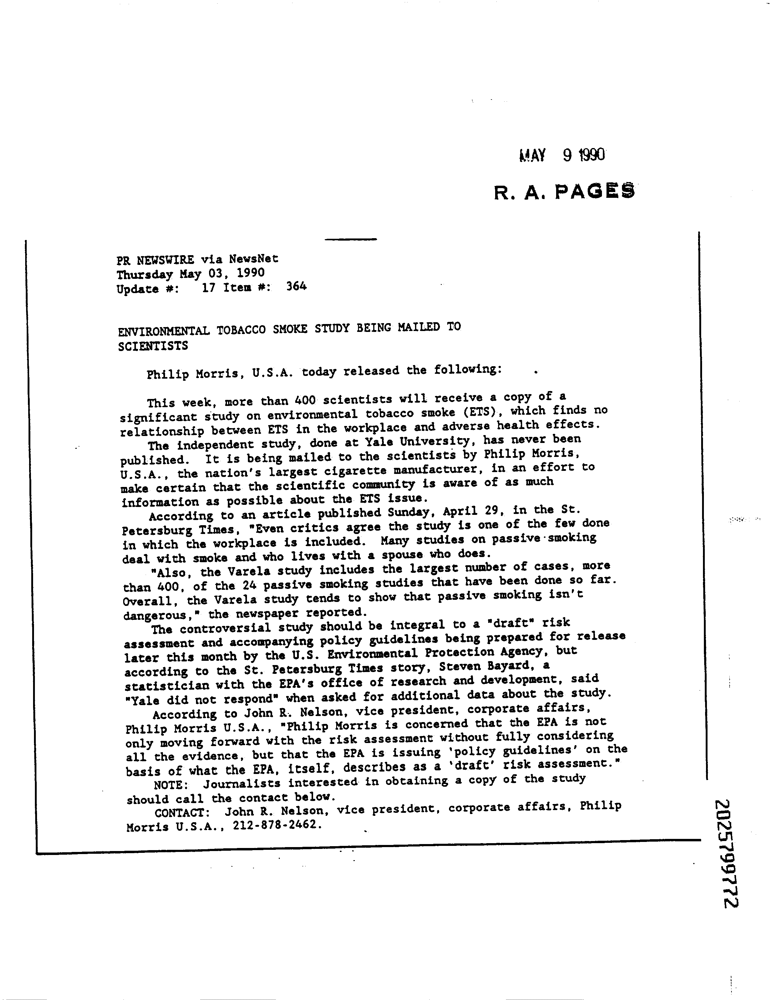 MAY 9 1990
R. A. PAGES
PR NEWSWIRE via NewsNet
Thursday May 03, 1990
Update #: 17 Item #: 364
ENVIRONMENTAL TOBACCO SMOKE STUDY BEING MAILED TO
SCIENTISTS
Philip Morris, U.S.A. today released the following:
This week, more than 400 scientists will receive a copy of a
significant study on environmental tobacco smoke (ETS), which finds no
relationship between ETS in the workplace and adverse health effects.
The independent study, done at Yale University, has never been
published. It is being mailed to the scientists by Philip Morris,
U.S.A., the nation's largest cigarette manufacturer, in an effort to
make certain that the scientific community is aware of as much
information as possible about the ETS issue.
According to an article published Sunday, April 29, in the St.
Petersburg Times, "Even critics agree the study is one of the few done
in which the workplace is included. Many studies on passive smoking
deal with smoke and who lives with a spouse who does.
"Also, the Varela study includes the largest number of cases, more
than 400, of the 24 passive smoking studies that have been done so far.
Overall, the Varela study tends to show that passive smoking isn't
dangerous," the newspaper reported.
The controversial study should be integral to a "draft" risk
assessment and accompanying policy guidelines being prepared for release
later this month by the U.S. Environmental Protection Agency, but
according to the St. Petersburg Times story, Steven Bayard, a
statistician with the EPA's office of research and development, said
"Yale did not respond" when asked for additional data about the study.
According to John R. Nelson, vice president, corporate affairs,
Philip Morris U.S.A., "Philip Morris is concerned that the EPA is not
only moving forward with the risk assessment without fully considering
all the evidence, but that the EPA is issuing 'policy guidelines' on the
basis of what the EPA, itself, describes as a 'draft' risk assessment."
NOTE: Journalists interested in obtaining a copy of the study
should call the contact below.
CONTACT: John R. Nelson, vice president, corporate affairs, Philip
Morris U.S.A., 212-878-2462.
2025799772